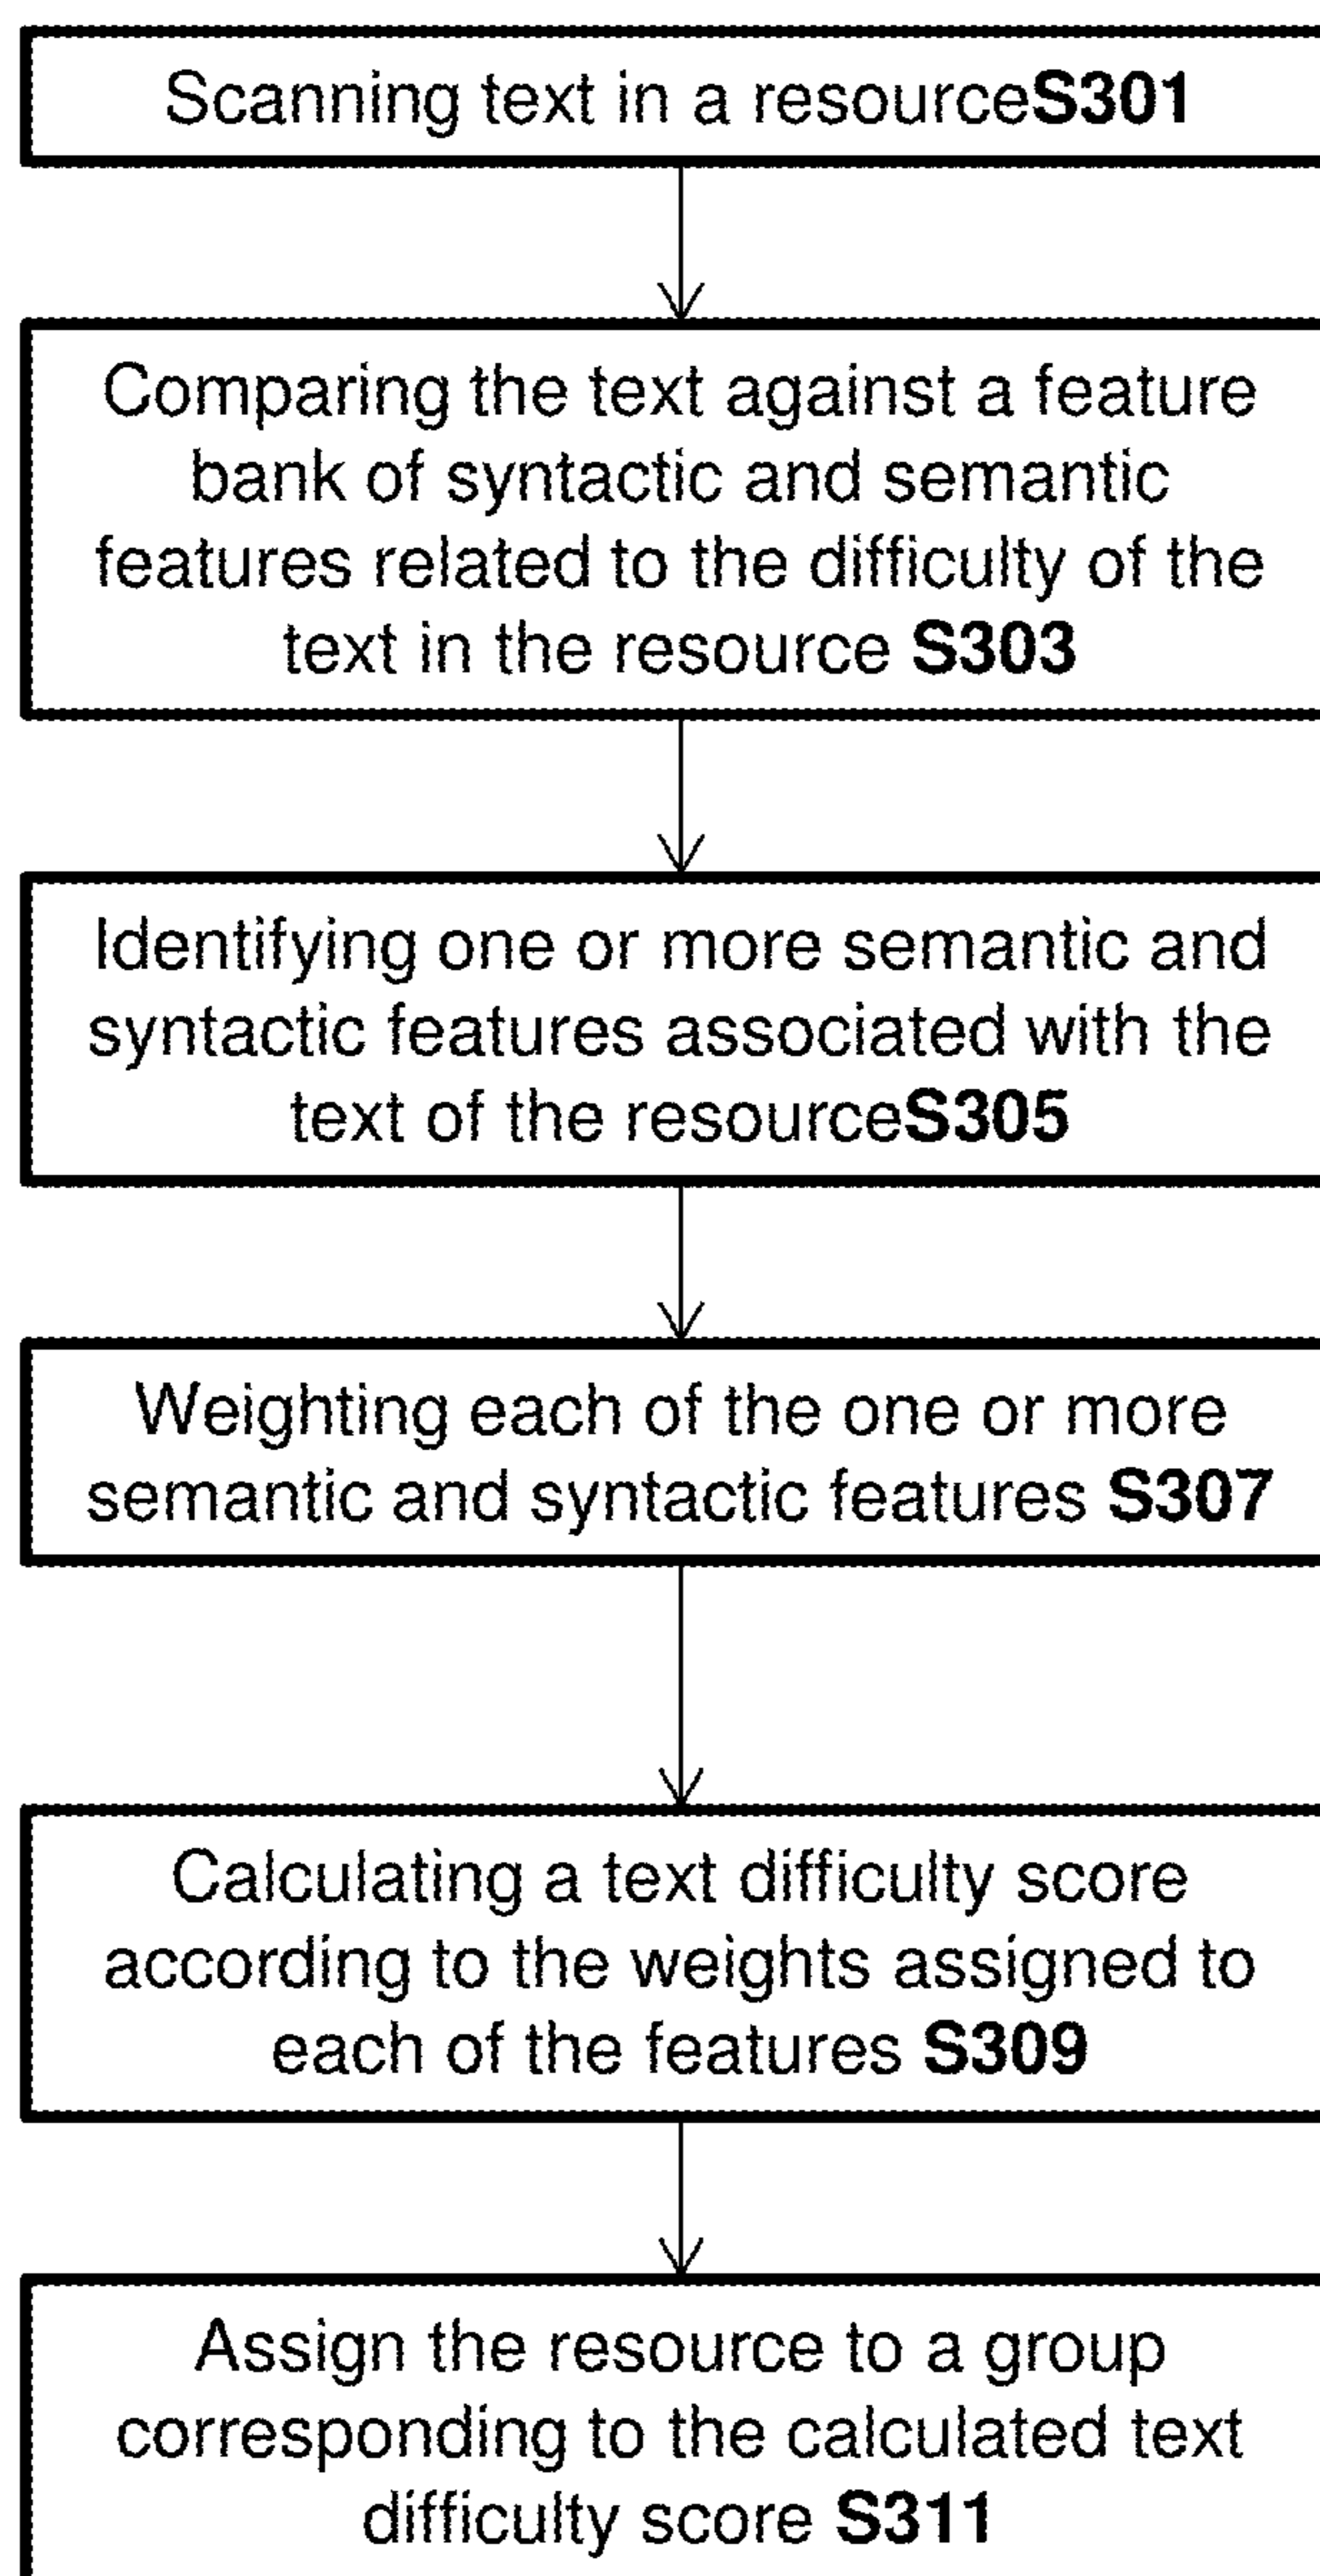 Scanning text in a resourceS301
Comparing the text against a feature
bank of syntactic and semantic
features related to the difficulty of the
text in the resource S303
Identifying one or more semantic and
syntactic features associated with the
text of the resourceS305
Weighting each of the one or more
semantic and syntactic features S307
Calculating a text difficulty score
according to the weights assigned to
each of the features S309
Assign the resource to a group
corresponding to the calculated text
difficulty score S311